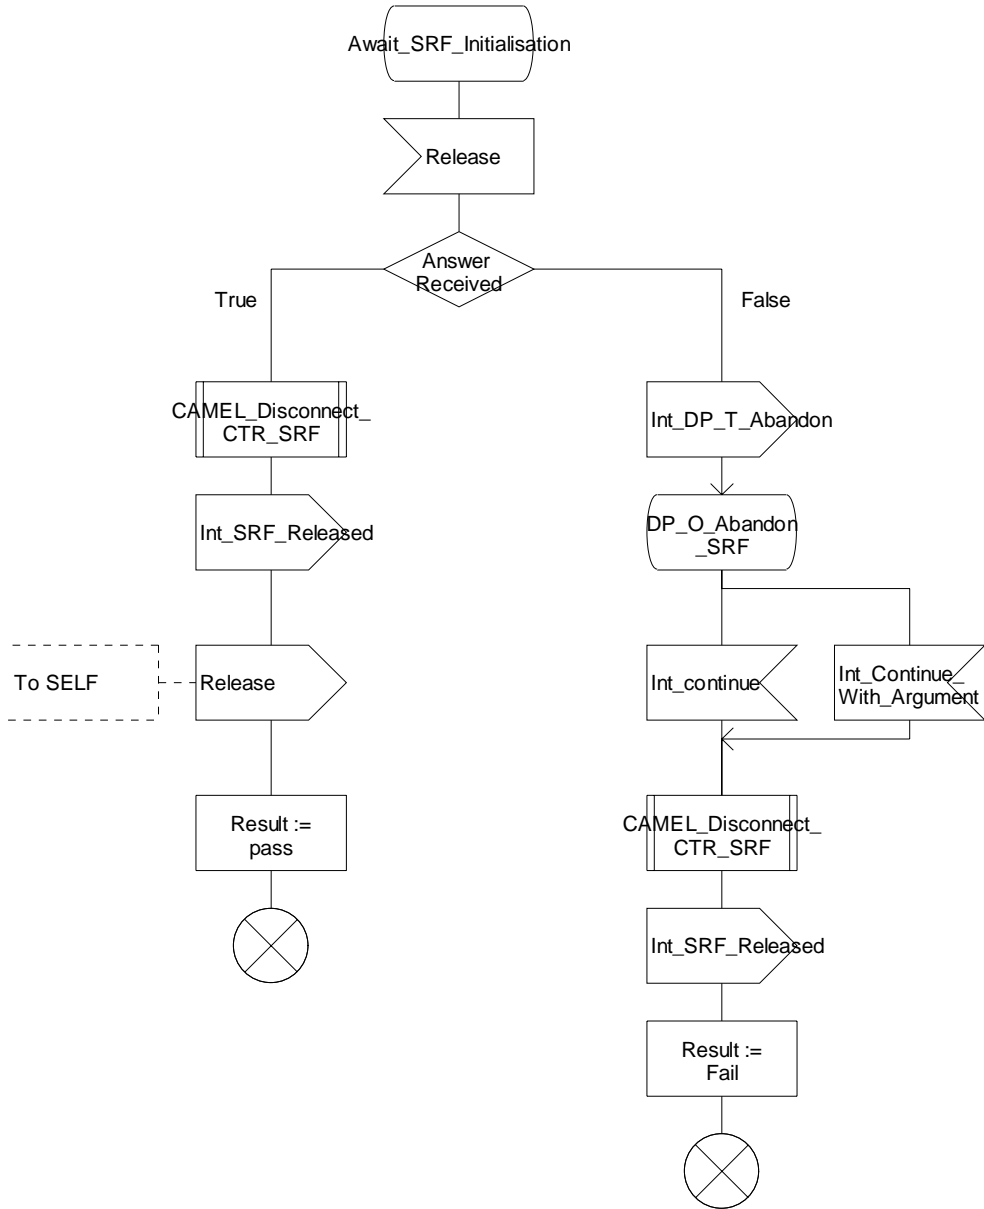 Await_SRF_Initialisation
Release
Answer
Received
True
False
CAMEL_Disconnect_
CTR_SRF
Int_DP_T_Abandon
Int_SRF_Released
DP_O_Abandon
_SRF
To SELF
Release
Int_continue
Int_Continue_
With_Argument
Result :=
pass
CAMEL_Disconnect_
CTR_SRF
Int_SRF_Released
Result :=
Fail